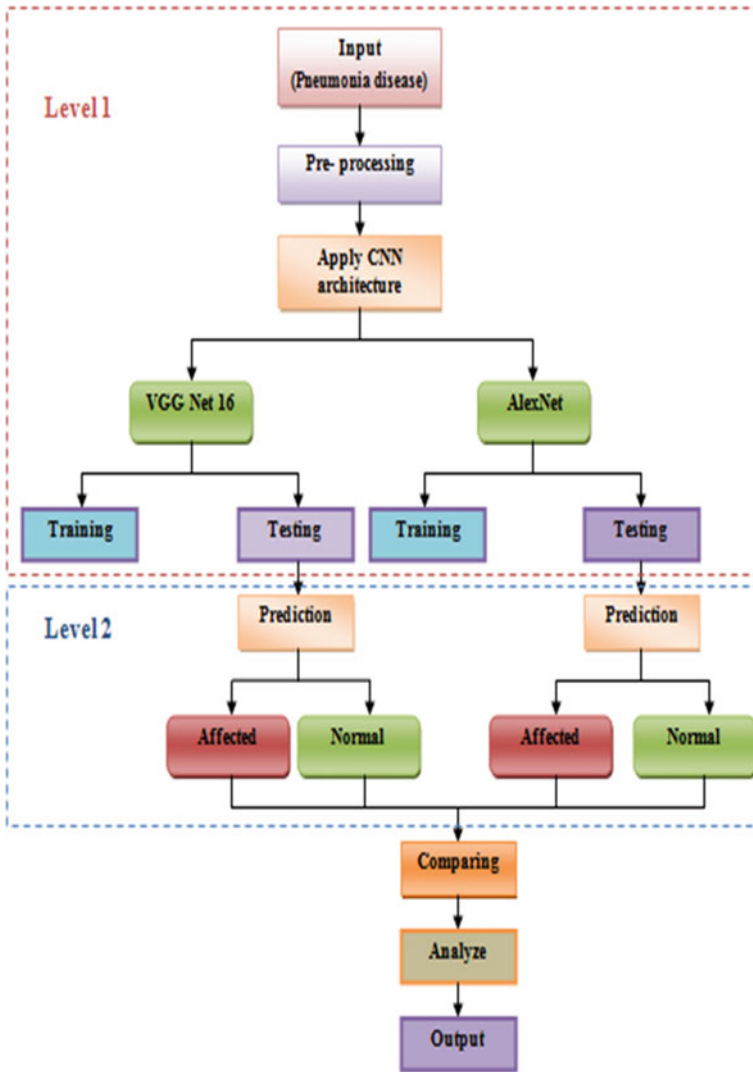 Input
(Pneumonia disease)
Level 1
Pre- processing
Apply CNN
architecture
VGG Net 16
AlexNet
Training
Testing
Training
Testing
Level 2
Prediction
Prediction
Affected
Normal
Affected
Normal
Comparing
Analyze
Output